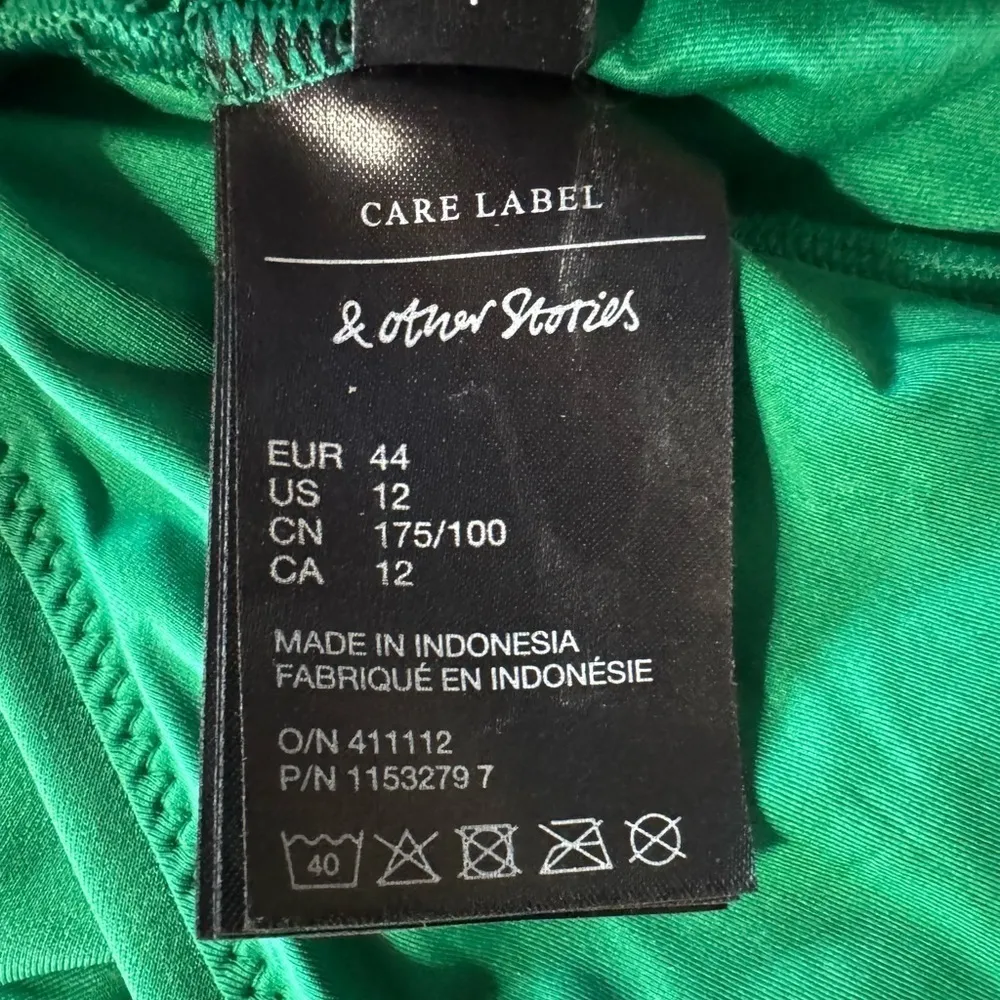 CARE LABEL
& other Stories
EUR 44
US 12
CN 175/100
CA 12
MADE IN INDONESIA
FABRIQUÉ EN INDONÉSIE
O/N 411112
P/N 1153279 7
40